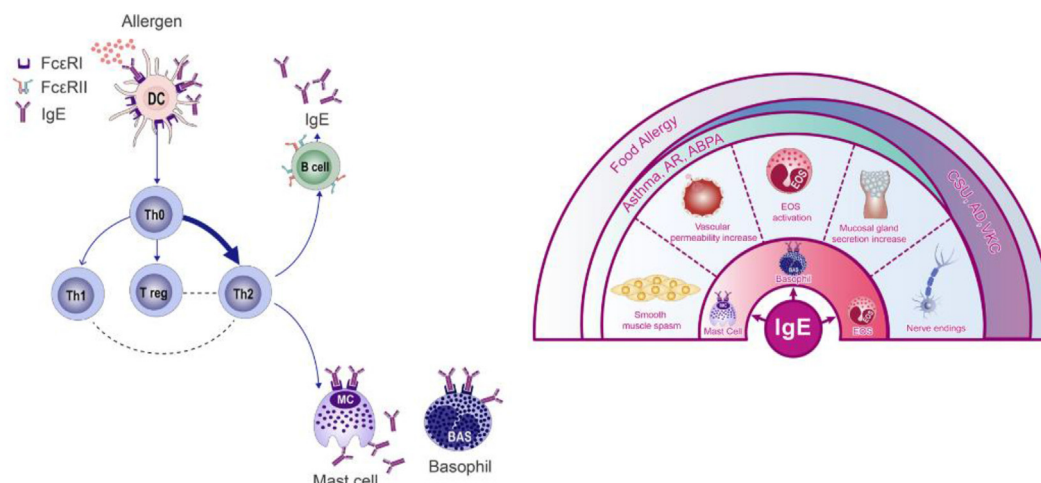 Allergen
FcεRI
FcεRII
IgE
DC
IgE
B cell
Th0
Th1
T reg
Th2
MC
BAS
Mast cell
Basophil
Food Allergy
Asthma, AR, ABPA
CSU, AD,VKC
EOS
EOS
activation
Vascular
permeability increase
Mucosal gland
secretion increase
Smooth
muscle spasm
Nerve endings
BAS
Basophil
MC
Mast Cell
EOS
IgE